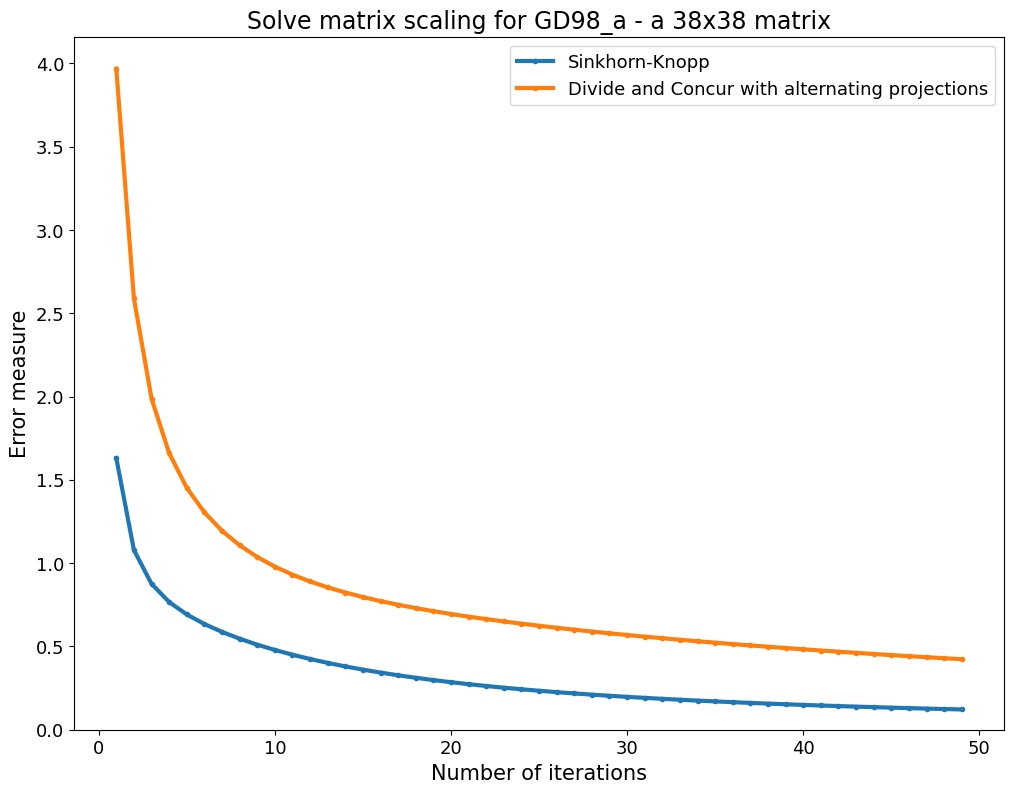 Solve matrix scaling for GD98_a - a 38x38 matrix
Sinkhorn-Knopp
Divide and Concur with alternating projections
Error measure
4.0
3.5
3.0
2.5
2.0
1.5
1.0
0.5
0.0
0 10 20 30 40 50
Number of iterations